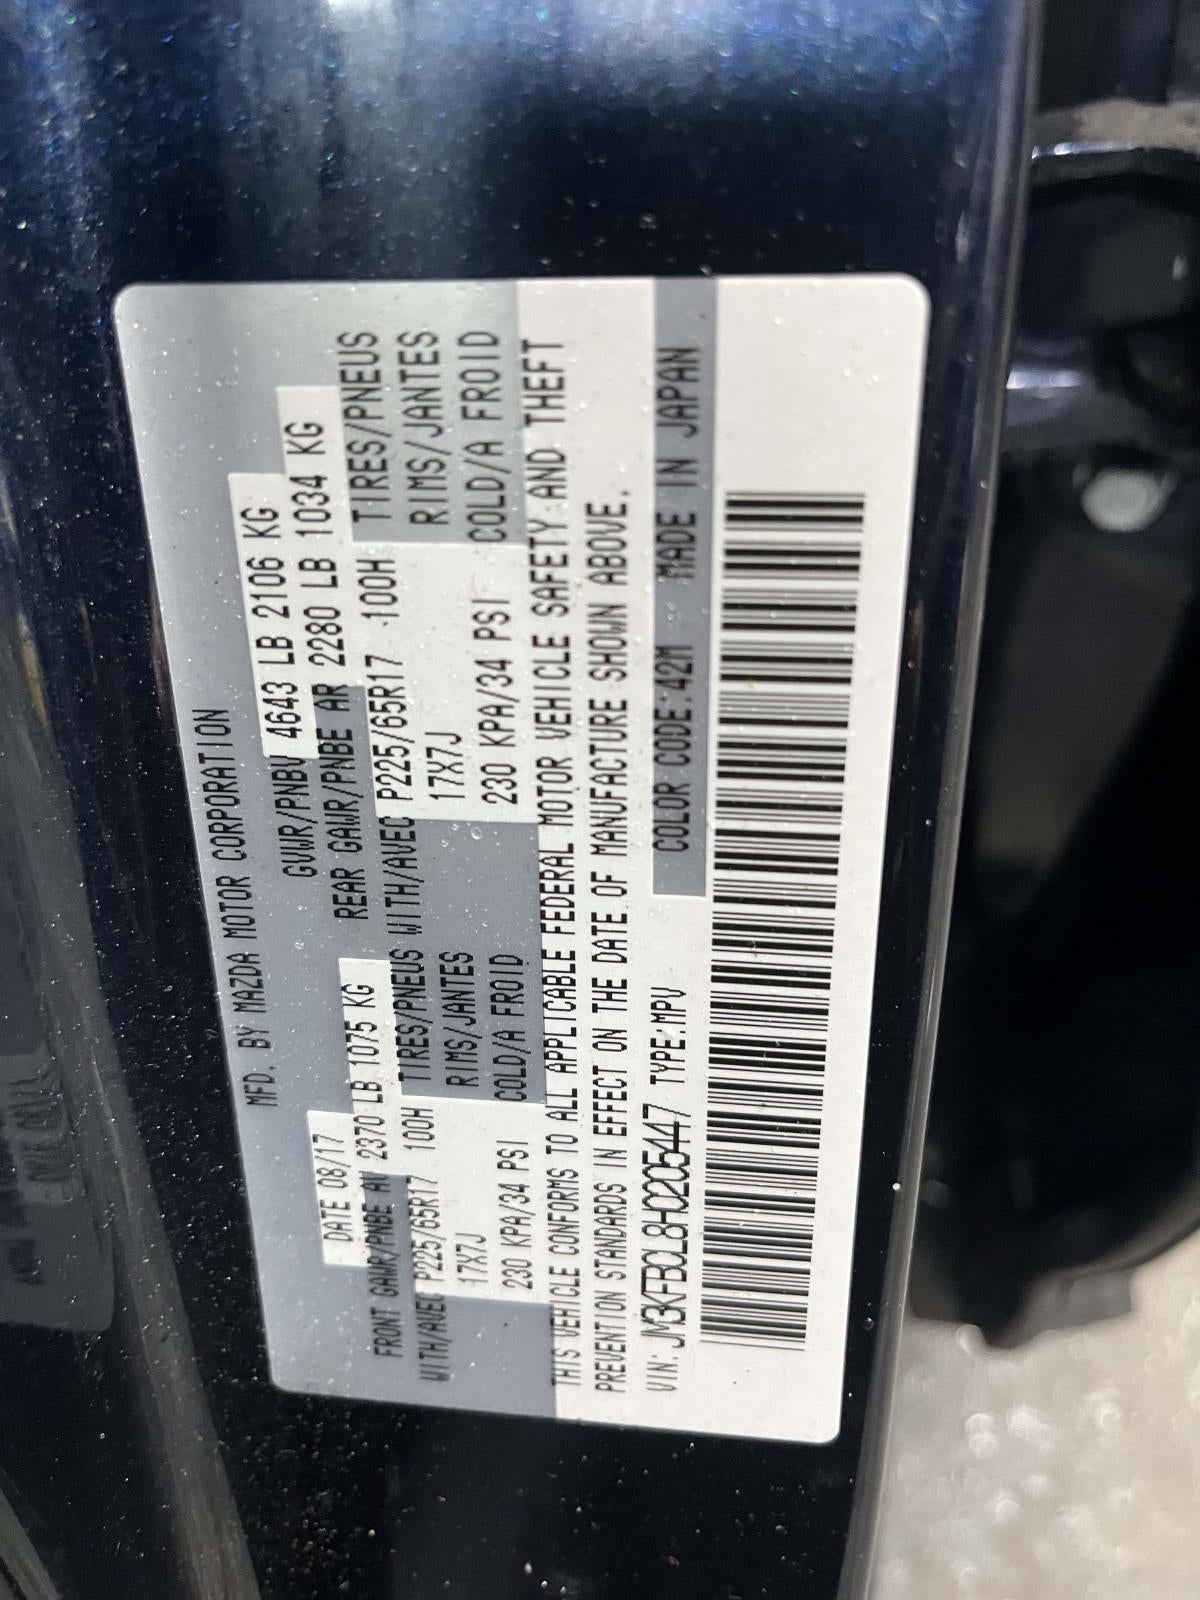 MFD. BY MAZDA MOTOR CORPORATION
DATE 08/17 GVWR/PNBV 4643 LB 2106 KG
FRONT GAWR/PNBE AV 2370 LB 1075 KG REAR GAWR/PNBE AR 2280 LB 1034 KG
WITH/AVEC P225/65R17 100H TIRES/PNEUS WITH/AVEC P225/65R17 100H TIRES/PNEUS
17X7J RIMS/JANTES 17X7J RIMS/JANTES
230 KPA/34 PSI COLD/A FROID 230 KPA/34 PSI COLD/A FROID
THIS VEHICLE CONFORMS TO ALL APPLICABLE FEDERAL MOTOR VEHICLE SAFETY AND THEFT
PREVENTION STANDARDS IN EFFECT ON THE DATE OF MANUFACTURE SHOWN ABOVE.
VIN: JM3KFBCL8H0205447 TYPE:MPV COLOR CODE:42M MADE IN JAPAN